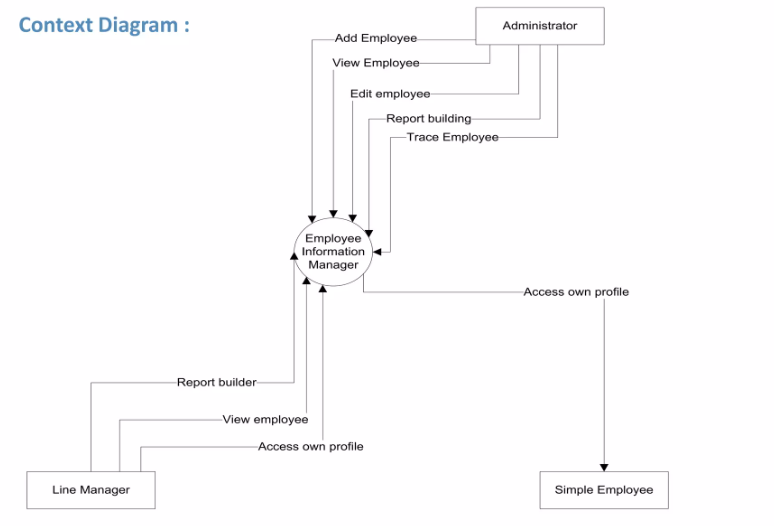 Context Diagram :
Administrator
Add Employee
View Employee
Edit employee
Report building
Trace Employee
Employee
Information
Manager
Access own profile
Report builder
View employee
Access own profile
Line Manager
Simple Employee